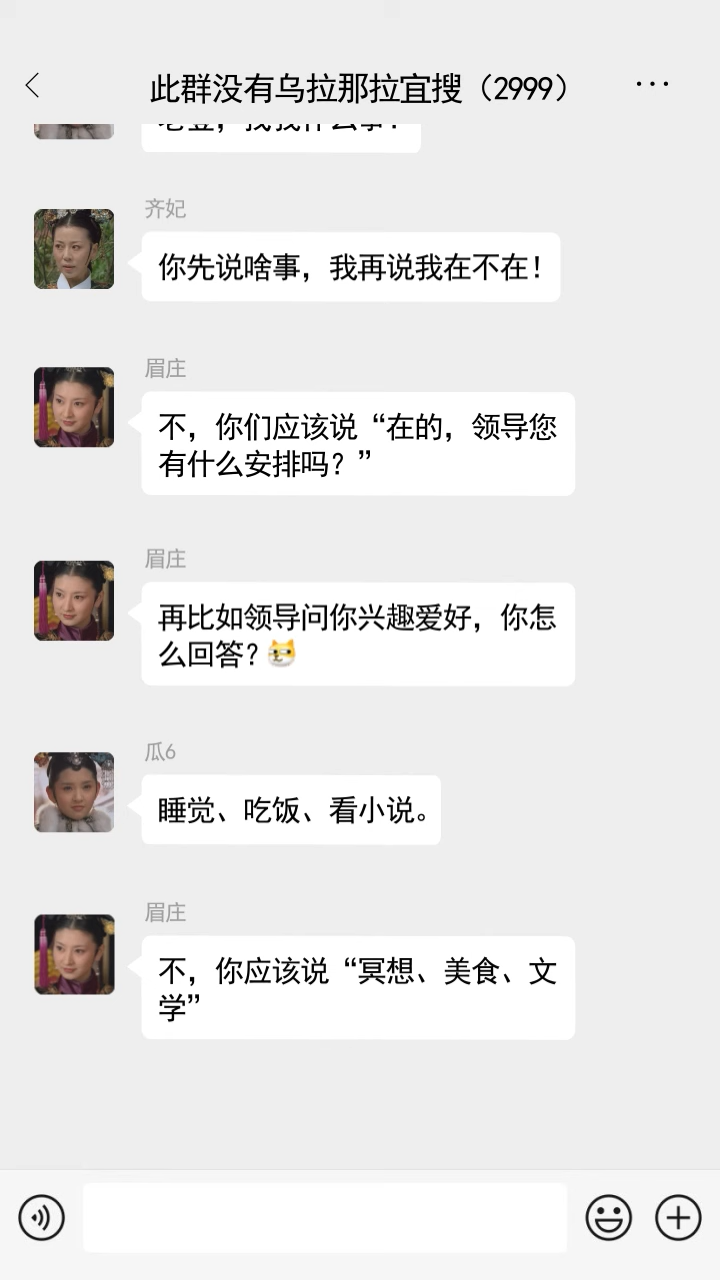 此群没有乌拉那拉宜搜（2999）
齐妃
你先说啥事，我再说我在不在！
眉庄
不，你们应该说“在的，领导您
有什么安排吗？”
眉庄
再比如领导问你兴趣爱好，你怎
么回答？
瓜6
睡觉、吃饭、看小说。
眉庄
不，你应该说“冥想、美食、文
学”